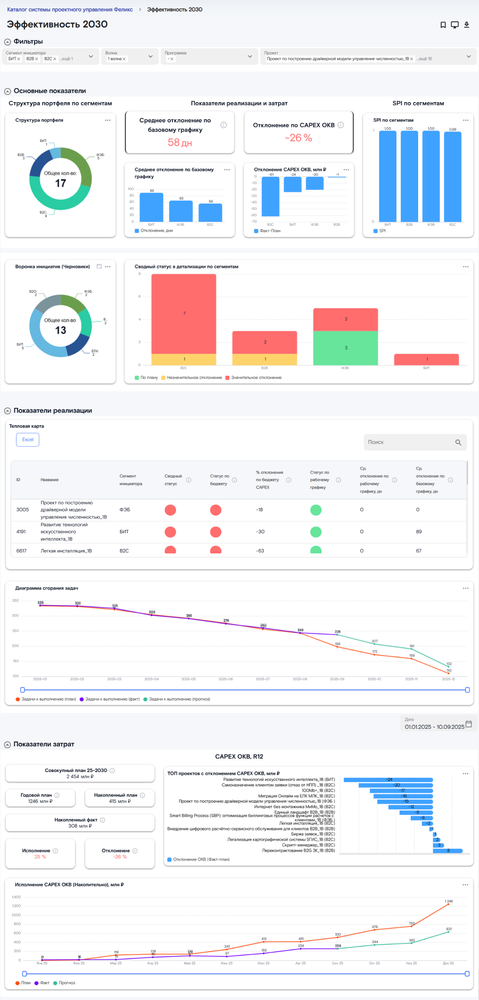 Каталог системы проектного управления Феликс > Эффективность 2030
Эффективность 2030
Фильтры
Сегмент инициатора
БИТ × B2B × B2C × ...ещё 1
Волна
1 волна ×
Программа
- ×
Проект
Проект по построению драйверной модели управления численностью_1В × ...ещё 16
Основные показатели
Структура портфеля по сегментам
Показатели реализации и затрат
SPI по сегментам
Структура портфеля
БИТ:
1
B2B:
3
ФЭБ:
5
Общее кол-во:
17
B2C:
8
Среднее отклонение по
базовому графику
58 дн
Отклонение по CAPEX ОКВ
-26 %
Среднее отклонение по базовому
графику
100
80
60
40
20
0
89
65
56
БИТ
ФЭБ
B2C
Отклонение, дни
Отклонение CAPEX ОКВ, млн ₽
0
-10
-20
-30
-40
-50
-60
-70
-61
-24
-20
-1
B2C
БИТ
ФЭБ
B2B
Факт-План
SPI по сегментам
1
0
1,00
1,00
1,00
0,99
БИТ
B2B
ФЭБ
B2C
SPI
Воронка инициатив (Черновики)
B2O:
2
ФЭБ:
2
B..
2
Общее кол-во:
13
БИТ:
5
БТИ:
2
Сводный статус в детализации по сегментам
8
6
4
2
0
7
1
2
1
2
3
1
B2C
B2B
ФЭБ
БИТ
По плану
Незначительное отклонение
Значительное отклонение
Показатели реализации
Тепловая карта
Excel
Поиск
ID
Название
Сегмент
инициатора
Сводный
статус
Статус по
бюджету
% отклонения
по бюджету
CAPEX
Статус по
рабочему
графику
Ср.
отклонение по
рабочему
графику, дн
Ср.
отклонение по
базовому
графику, дн
3005
Проект по построению
драйверной модели
управления численностью_1В
ФЭБ
-18
0
0
4191
Развитие технологий
искусственного
интеллекта_1В
БИТ
-30
0
89
6617
Легкая инсталляция_1В
B2C
-63
0
67
Диаграмма сгорания задач
350
300
250
200
150
100
335
238
198
207
172
191
159
132
110
2025-01
2025-02
2025-03
2025-04
2025-05
2025-06
2025-07
2025-08
2025-09
2025-10
2025-11
2025-12
Задачи к выполнению (план)
Задачи к выполнению (факт)
Задачи к выполнению (прогноз)
Дата
01.01.2025 - 10.09.2025
Показатели затрат
CAPEX ОКВ, R12
Совокупный план 25-2030
2 454 млн ₽
Годовой план
1246 млн ₽
Накопленный план
415 млн ₽
Накопленный факт
308 млн ₽
Исполнение
25 %
Отклонение
-26 %
ТОП проектов с отклонением CAPEX ОКВ, млн ₽
Развитие технологий искусственного интеллекта_1В (БИТ)
-24
Самоназначение клиентом заявки (отказ от НПП) _1В (B2C)
-20
100Mb+_1В (B2C)
-17
Миграция Онлайм на ЕЛК МЛК_1В (B2C)
-16
Проект по построению драйверной модели управления численностью_1В (ФЭБ )
-15
Интернет без монтажника МиМо_1В (B2C)
-12
Единый ландшафт B2B_1В (B2B)
-9
Smart Billing Process (SBP): оптимизация биллинговых процессов функции расчетов с
клиентами_1В (ФЭБ )
-6
Легкая инсталляция_1В (B2C)
-3
Внедрение цифрового расчётно-сервисного обслуживания для клиентов B2B_1В (B2B)
-1
Биржа заявок_1В (B2C)
1
Легализация картографической системы 5ГИС_1В (B2C)
2
Скрипт-менеджер_1В (B2C)
3
Переконтрактование B2G ЗК_1В (B2B)
8
Отклонение ОКВ (Факт-план)
Исполнение CAPEX ОКВ (Накопительно), млн ₽
1,400
1,200
1,000
800
600
400
200
0
119
19
138
70
138
242
87
412
155
415
258
510
258
678
344
755
382
1 246
631
Янв 25
Фев 25
Мар 25
Апр 25
Май 25
Июн 25
Июл 25
Авг 25
Сен 25
Окт 25
Ноя 25
Дек 25
План
Факт
Прогноз